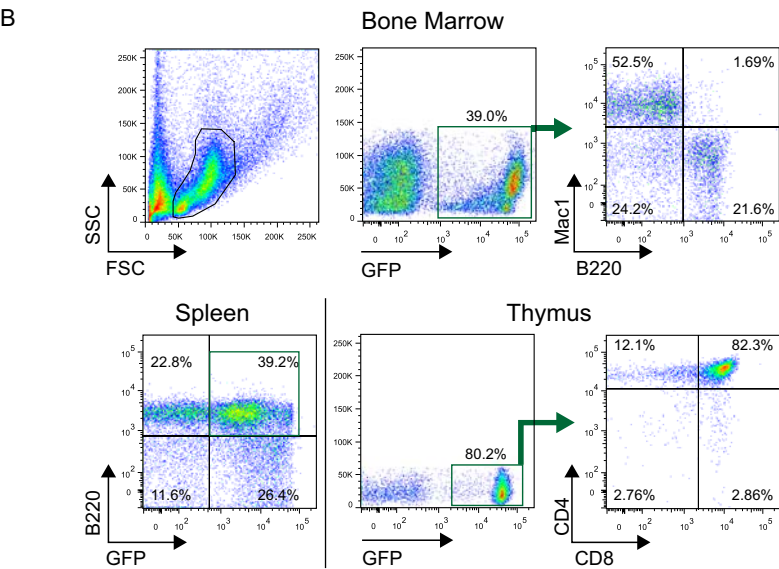 B
Bone Marrow
250K
200K
150K
100K
50K
0
0 50K 100K 150K 200K 250K
SSC
FSC
250K
200K
150K
100K
50K
0
39.0%
0 10^2 10^3 10^4 10^5
GFP
52.5% 1.69%
10^5
10^4
10^3
10^2
0
24.2% 21.6%
0 10^2 10^3 10^4 10^5
Mac1
B220
Spleen
22.8% 39.2%
10^5
10^4
10^3
10^2
0
11.6% 26.4%
0 10^2 10^3 10^4 10^5
B220
GFP
Thymus
250K
200K
150K
100K
50K
0
80.2%
0 10^2 10^3 10^4 10^5
GFP
12.1% 82.3%
10^5
10^4
10^3
10^2
0
2.76% 2.86%
0 10^2 10^3 10^4 10^5
CD4
CD8